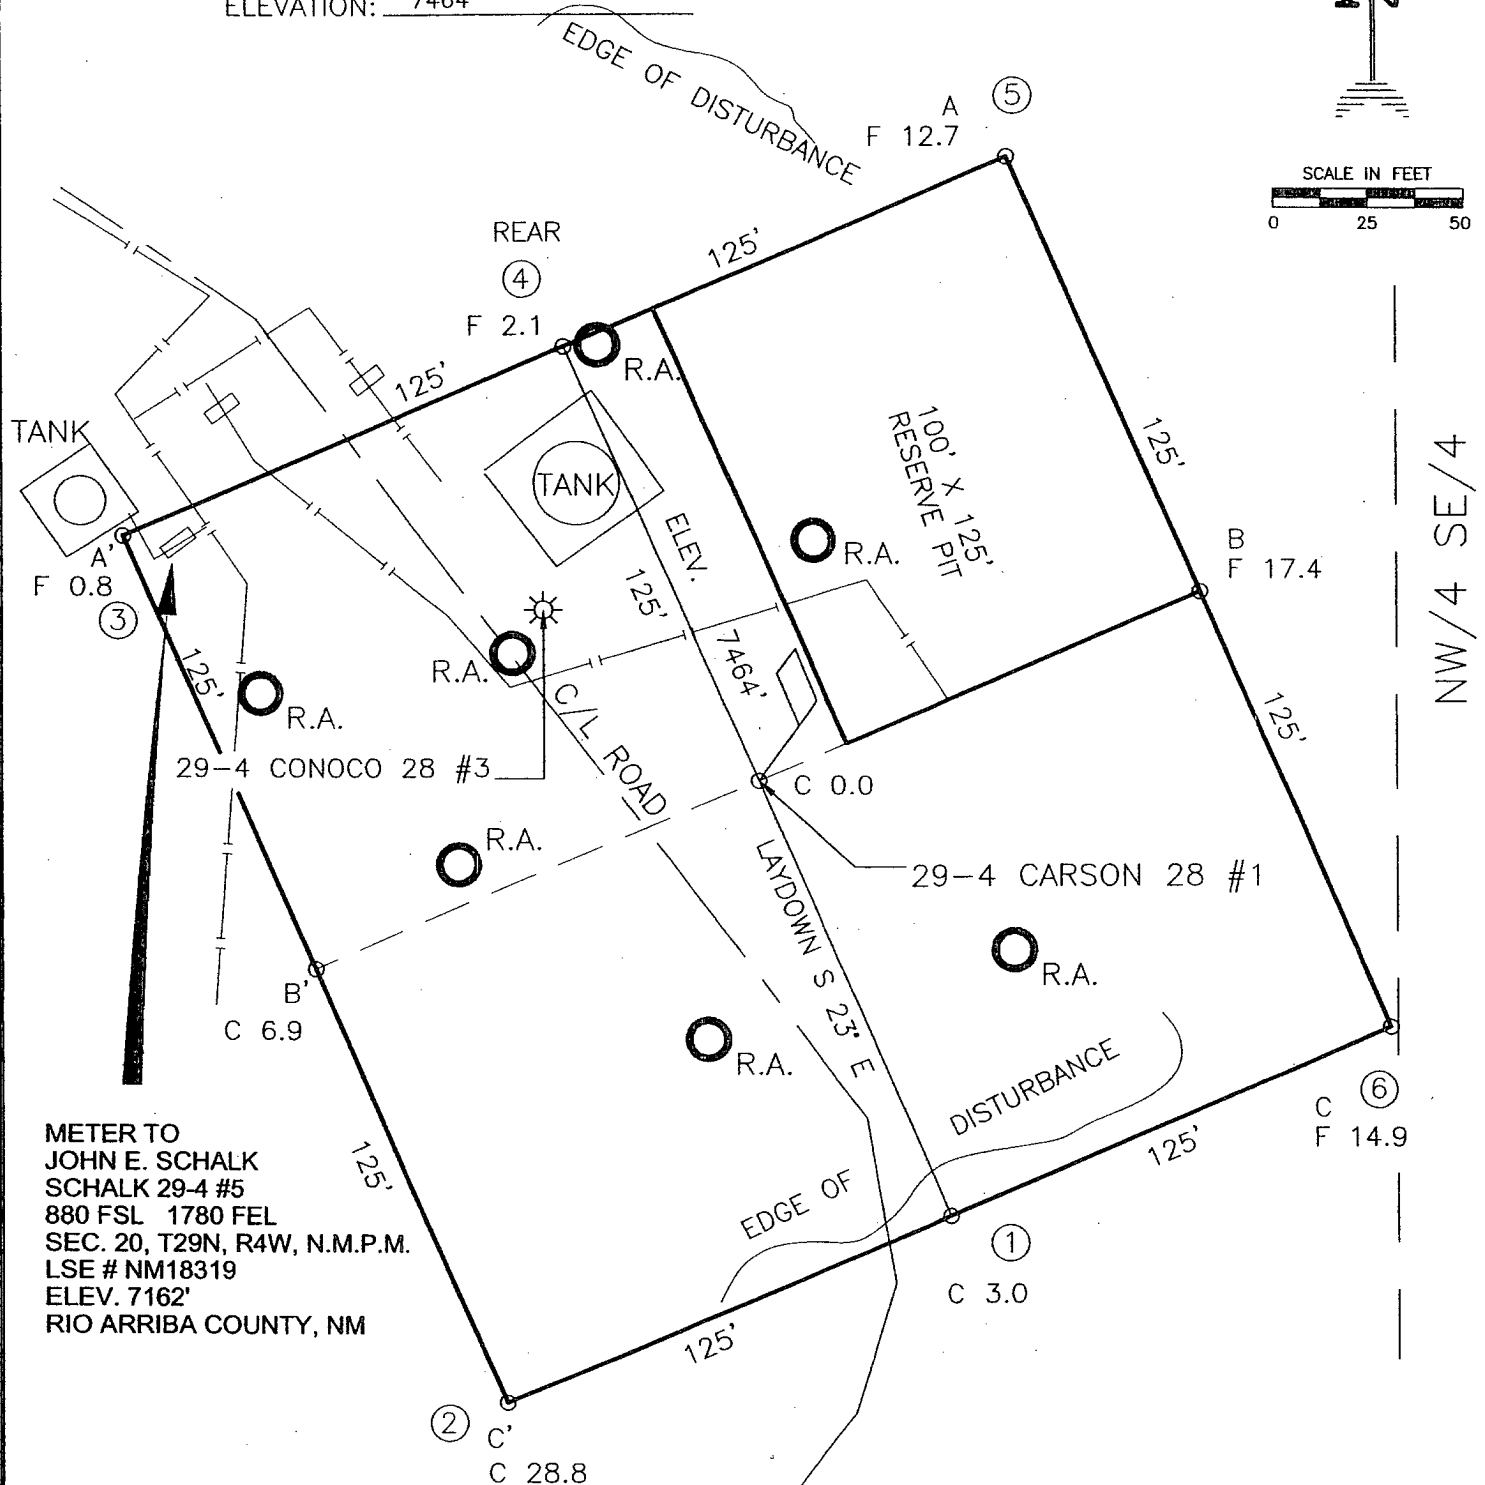 ELEVATION: 7464
EDGE OF DISTURBANCE
A
5
F 12.7
SCALE IN FEET
0 25 50
REAR
4
F 2.1
125'
125'
R.A.
TANK
TANK
100' X 125'
RESERVE PIT
125'
NW/4 SE/4
ELEV. 7464'
125'
R.A.
B
F 17.4
A'
F 0.8
3
125'
R.A.
R.A.
C/L ROAD
125'
29-4 CONOCO 28 #3
C 0.0
R.A.
LAYDOWN S 23° E
29-4 CARSON 28 #1
B'
C 6.9
R.A.
R.A.
EDGE OF DISTURBANCE
6
C
F 14.9
125'
125'
METER TO
JOHN E. SCHALK
SCHALK 29-4 #5
880 FSL 1780 FEL
SEC. 20, T29N, R4W, N.M.P.M.
LSE # NM18319
ELEV. 7162'
RIO ARRIBA COUNTY, NM
1
C 3.0
125'
2
C'
C 28.8